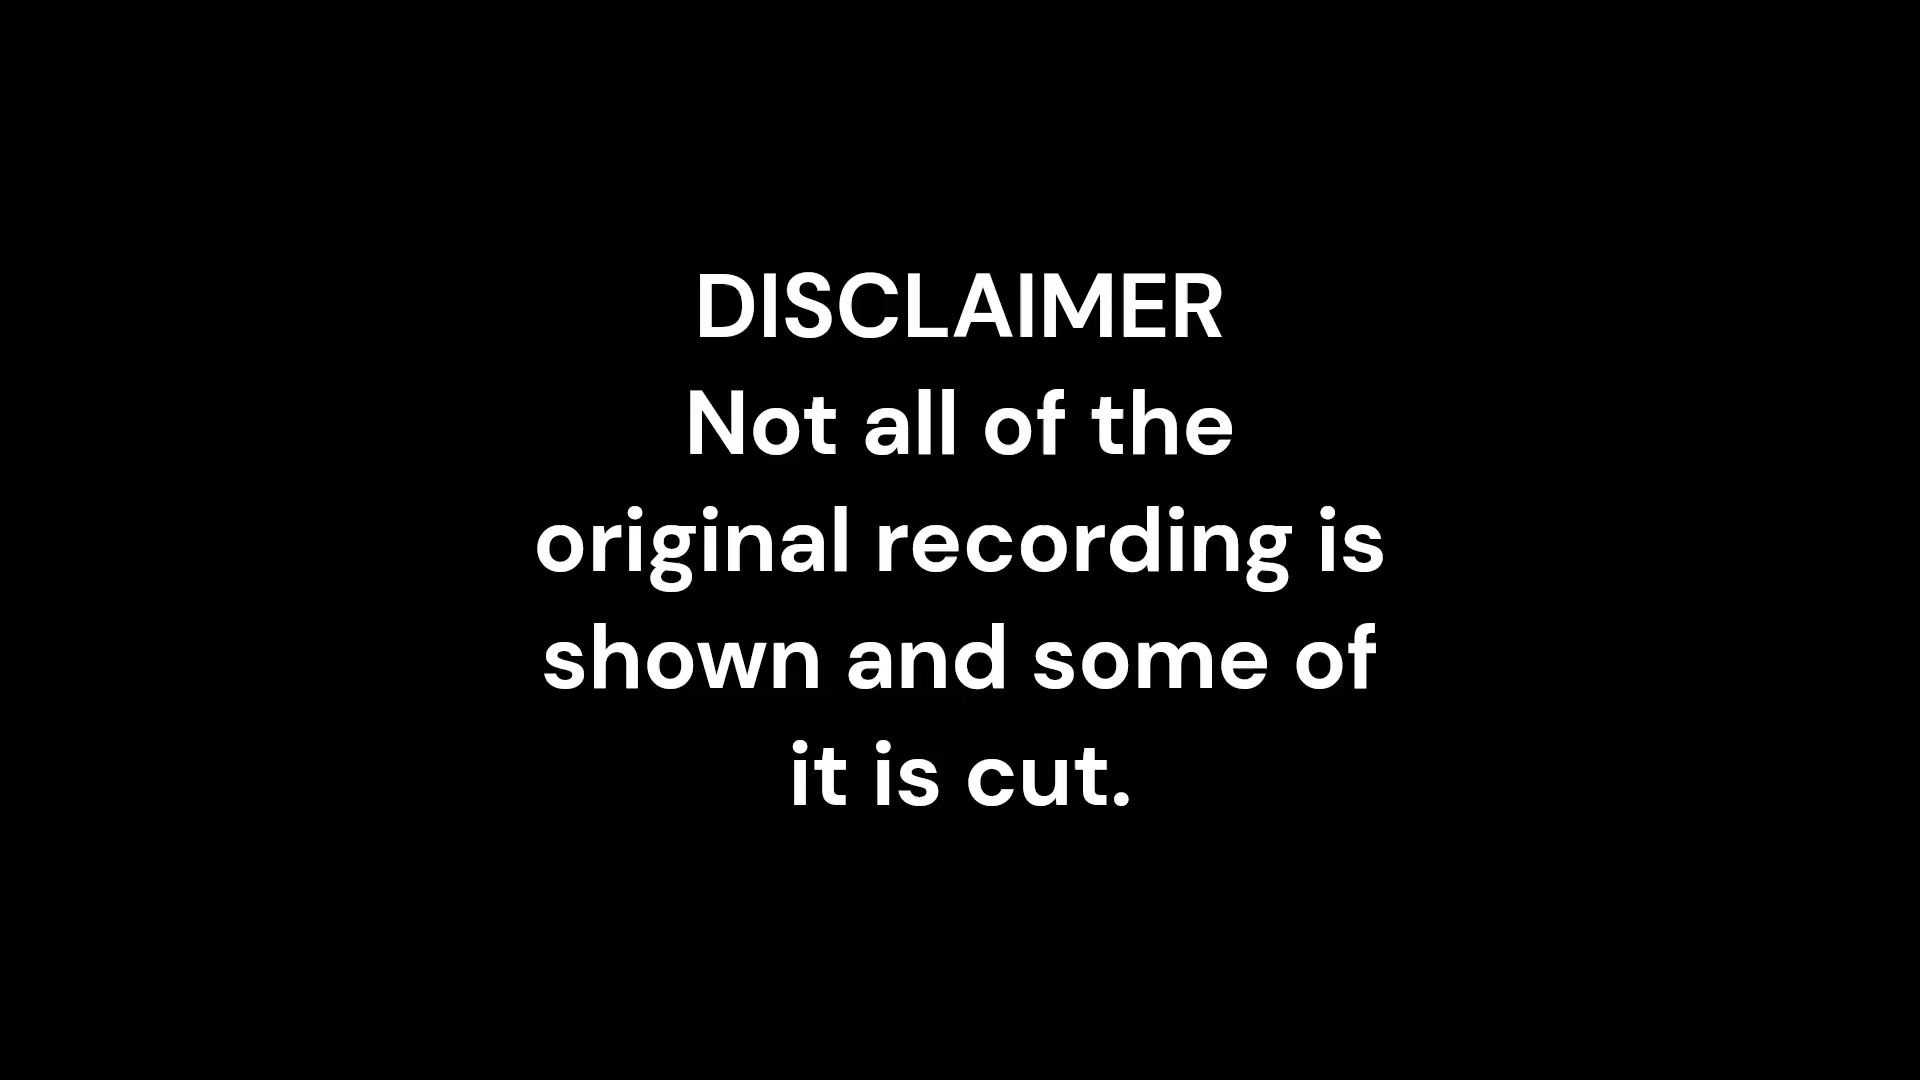 DISCLAIMER
Not all of the
original recording is
shown and some of
it is cut.